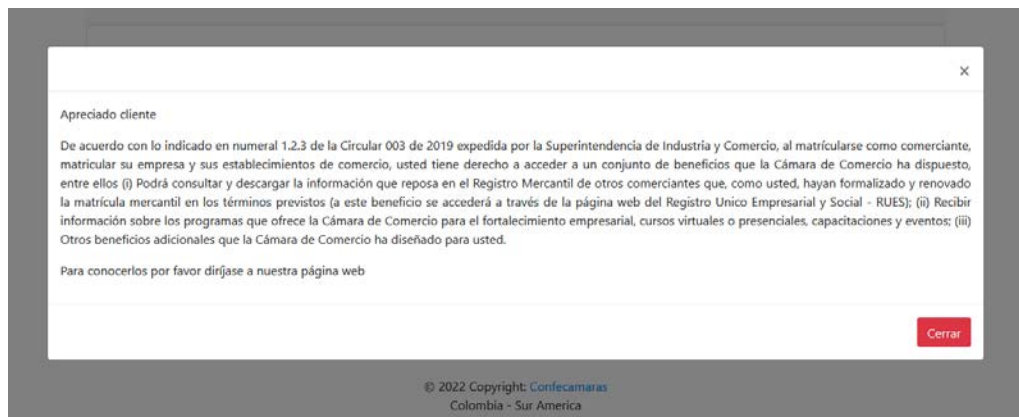 ×
Apreciado cliente
De acuerdo con lo indicado en numeral 1.2.3 de la Circular 003 de 2019 expedida por la Superintendencia de Industria y Comercio, al matrícularse como comerciante,
matricular su empresa y sus establecimientos de comercio, usted tiene derecho a acceder a un conjunto de beneficios que la Cámara de Comercio ha dispuesto,
entre ellos (i) Podrá consultar y descargar la información que reposa en el Registro Mercantil de otros comerciantes que, como usted, hayan formalizado y renovado
la matrícula mercantil en los términos previstos (a este beneficio se accederá a través de la página web del Registro Unico Empresarial y Social - RUES); (ii) Recibir
información sobre los programas que ofrece la Cámara de Comercio para el fortalecimiento empresarial, cursos virtuales o presenciales, capacitaciones y eventos; (iii)
Otros beneficios adicionales que la Cámara de Comercio ha diseñado para usted.
Para conocerlos por favor diríjase a nuestra página web
Cerrar
© 2022 Copyright: Confecamaras
Colombia - Sur America